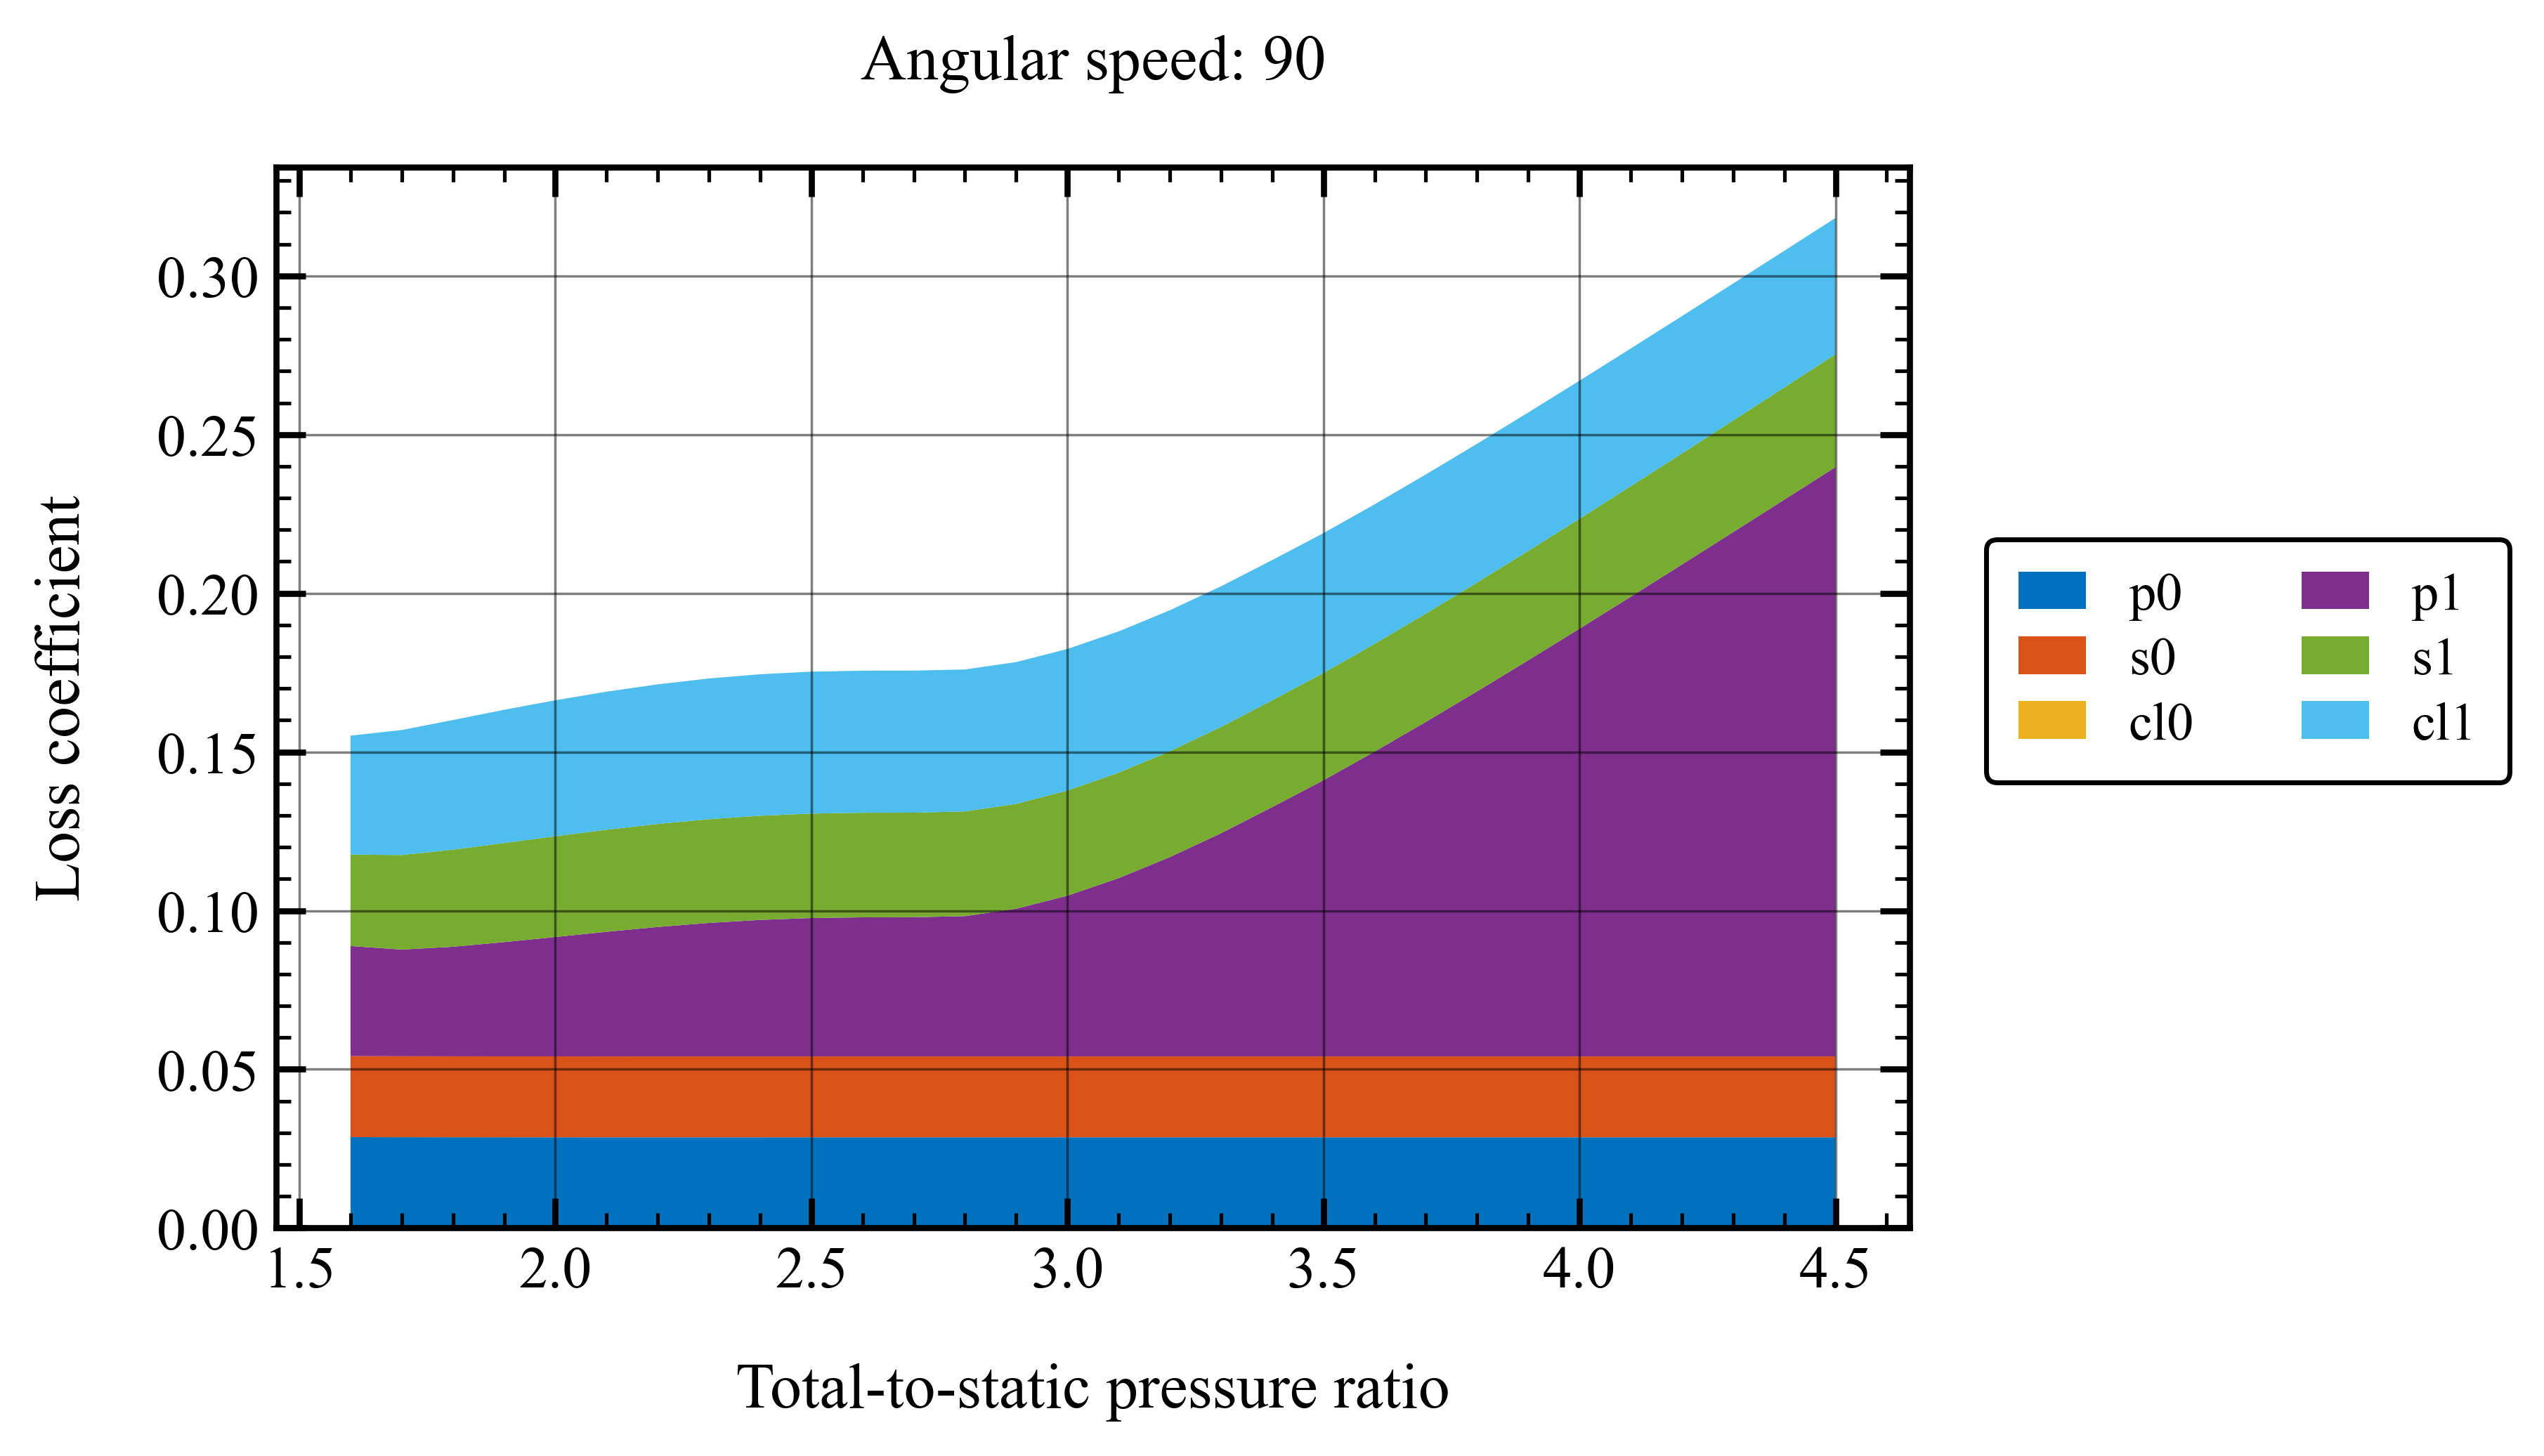 Angular speed: 90
Loss coefficient
0.30
0.25
0.20
0.15
0.10
0.05
0.00
1.5 2.0 2.5 3.0 3.5 4.0 4.5
Total-to-static pressure ratio
p0 p1
s0 s1
cl0 cl1